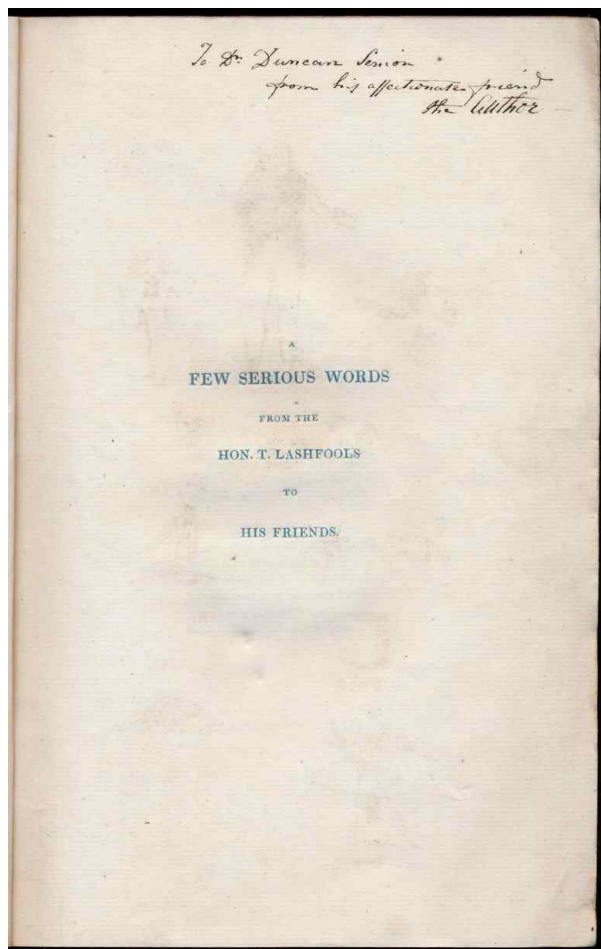 To Dr. Duncan Senior
from his affectionate friend
the Author
A
FEW SERIOUS WORDS
FROM THE
HON. T. LASHFOOLS
TO
HIS FRIENDS.